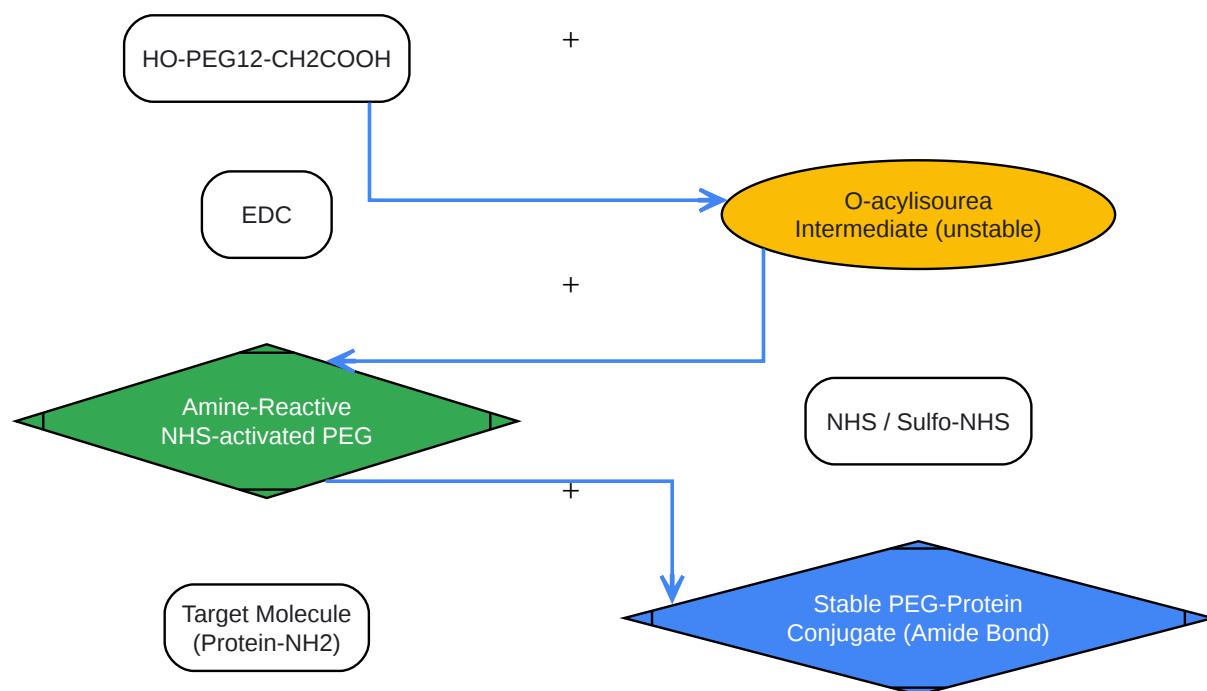 HO-PEG12-CH2COOH
+
EDC
O-acylisourea
Intermediate (unstable)
+
Amine-Reactive
NHS-activated PEG
NHS / Sulfo-NHS
+
Target Molecule
(Protein-NH2)
Stable PEG-Protein
Conjugate (Amide Bond)